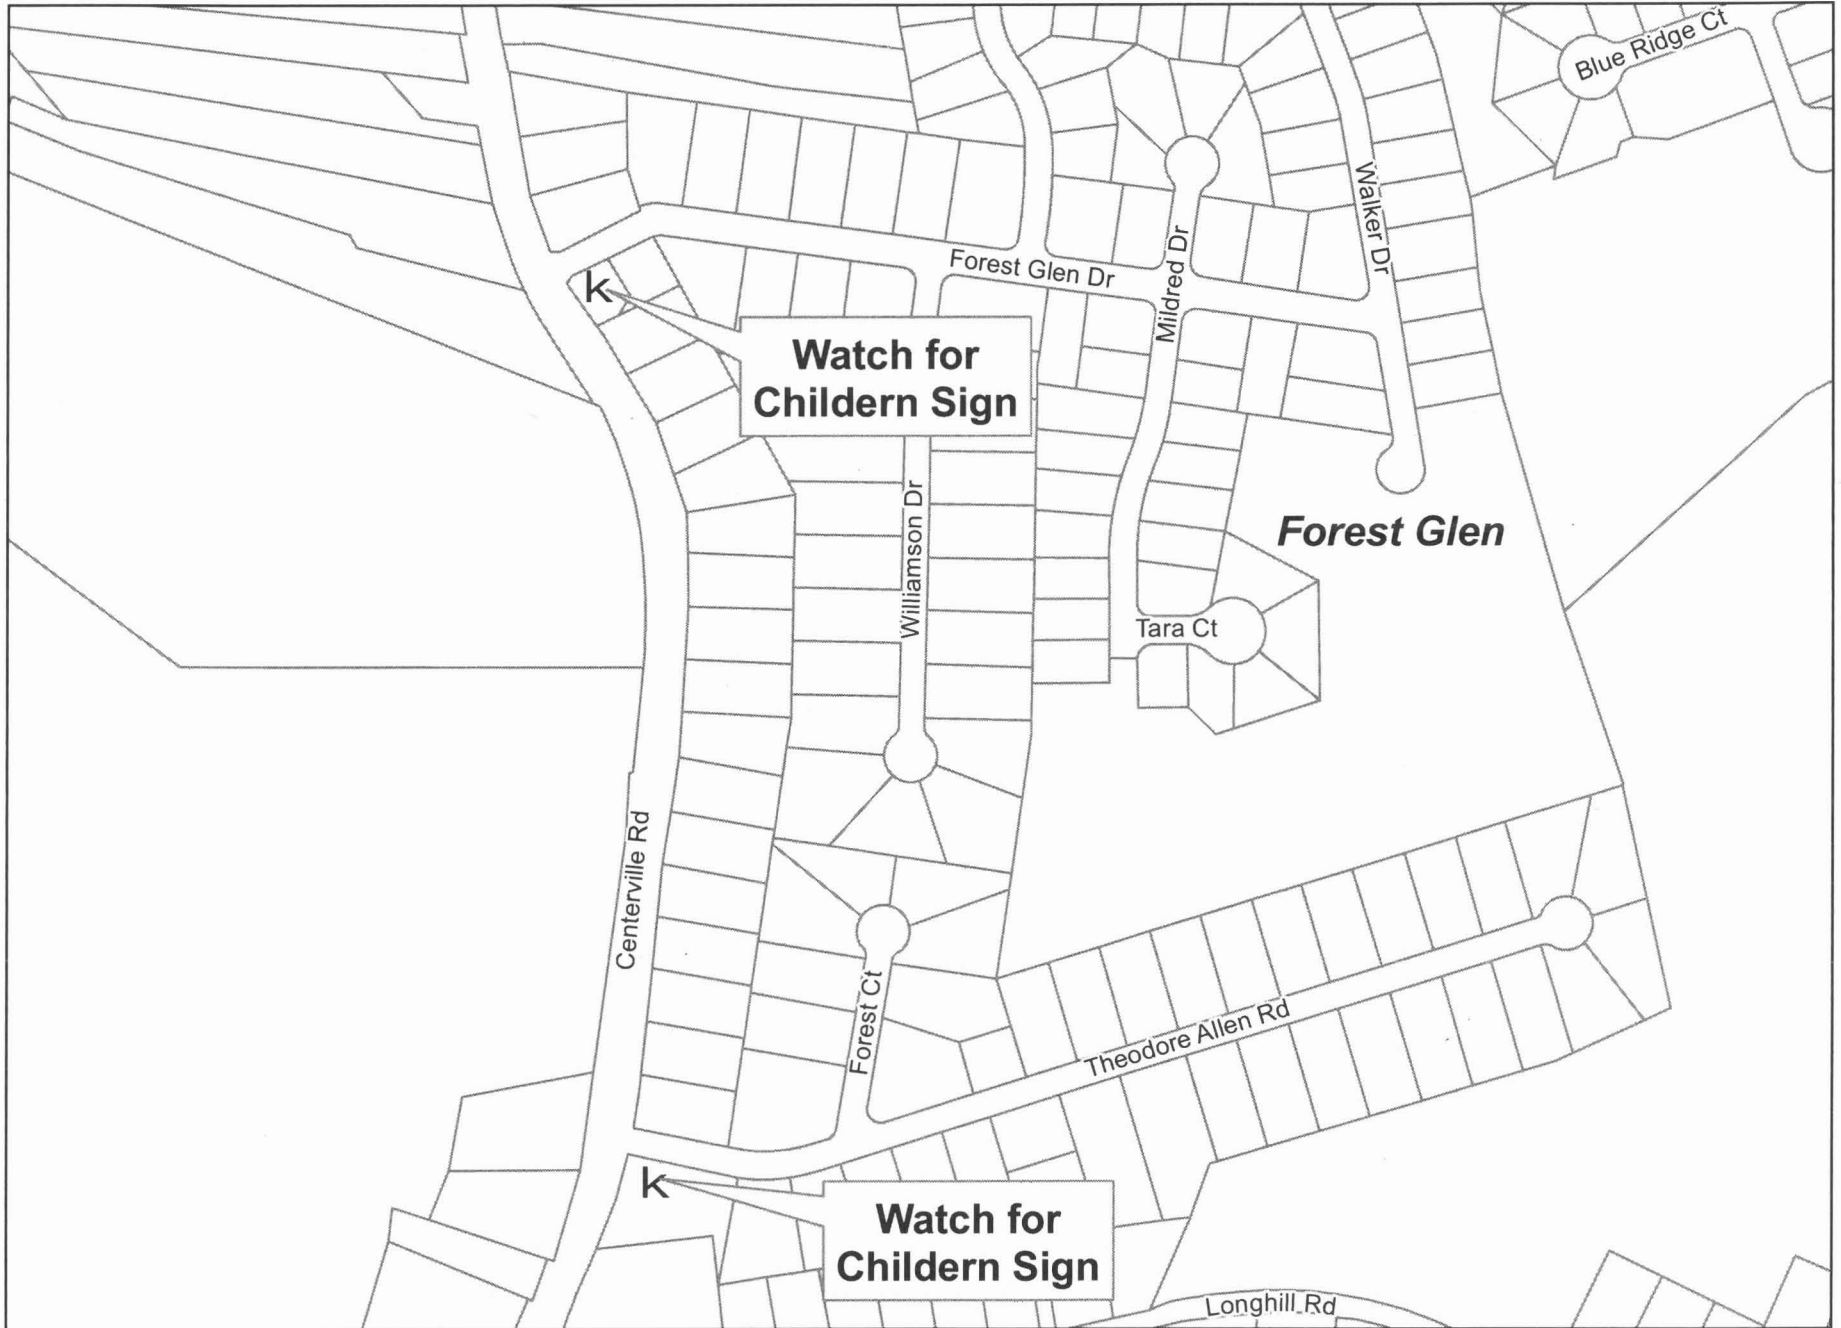 Blue Ridge Ct
Walker Dr
Forest Glen Dr
Mildred Dr
k
Watch for
Childern Sign
Williamson Dr
Forest Glen
Tara Ct
Centerville Rd
Forest Ct
Theodore Allen Rd
k
Watch for
Childern Sign
Longhill Rd